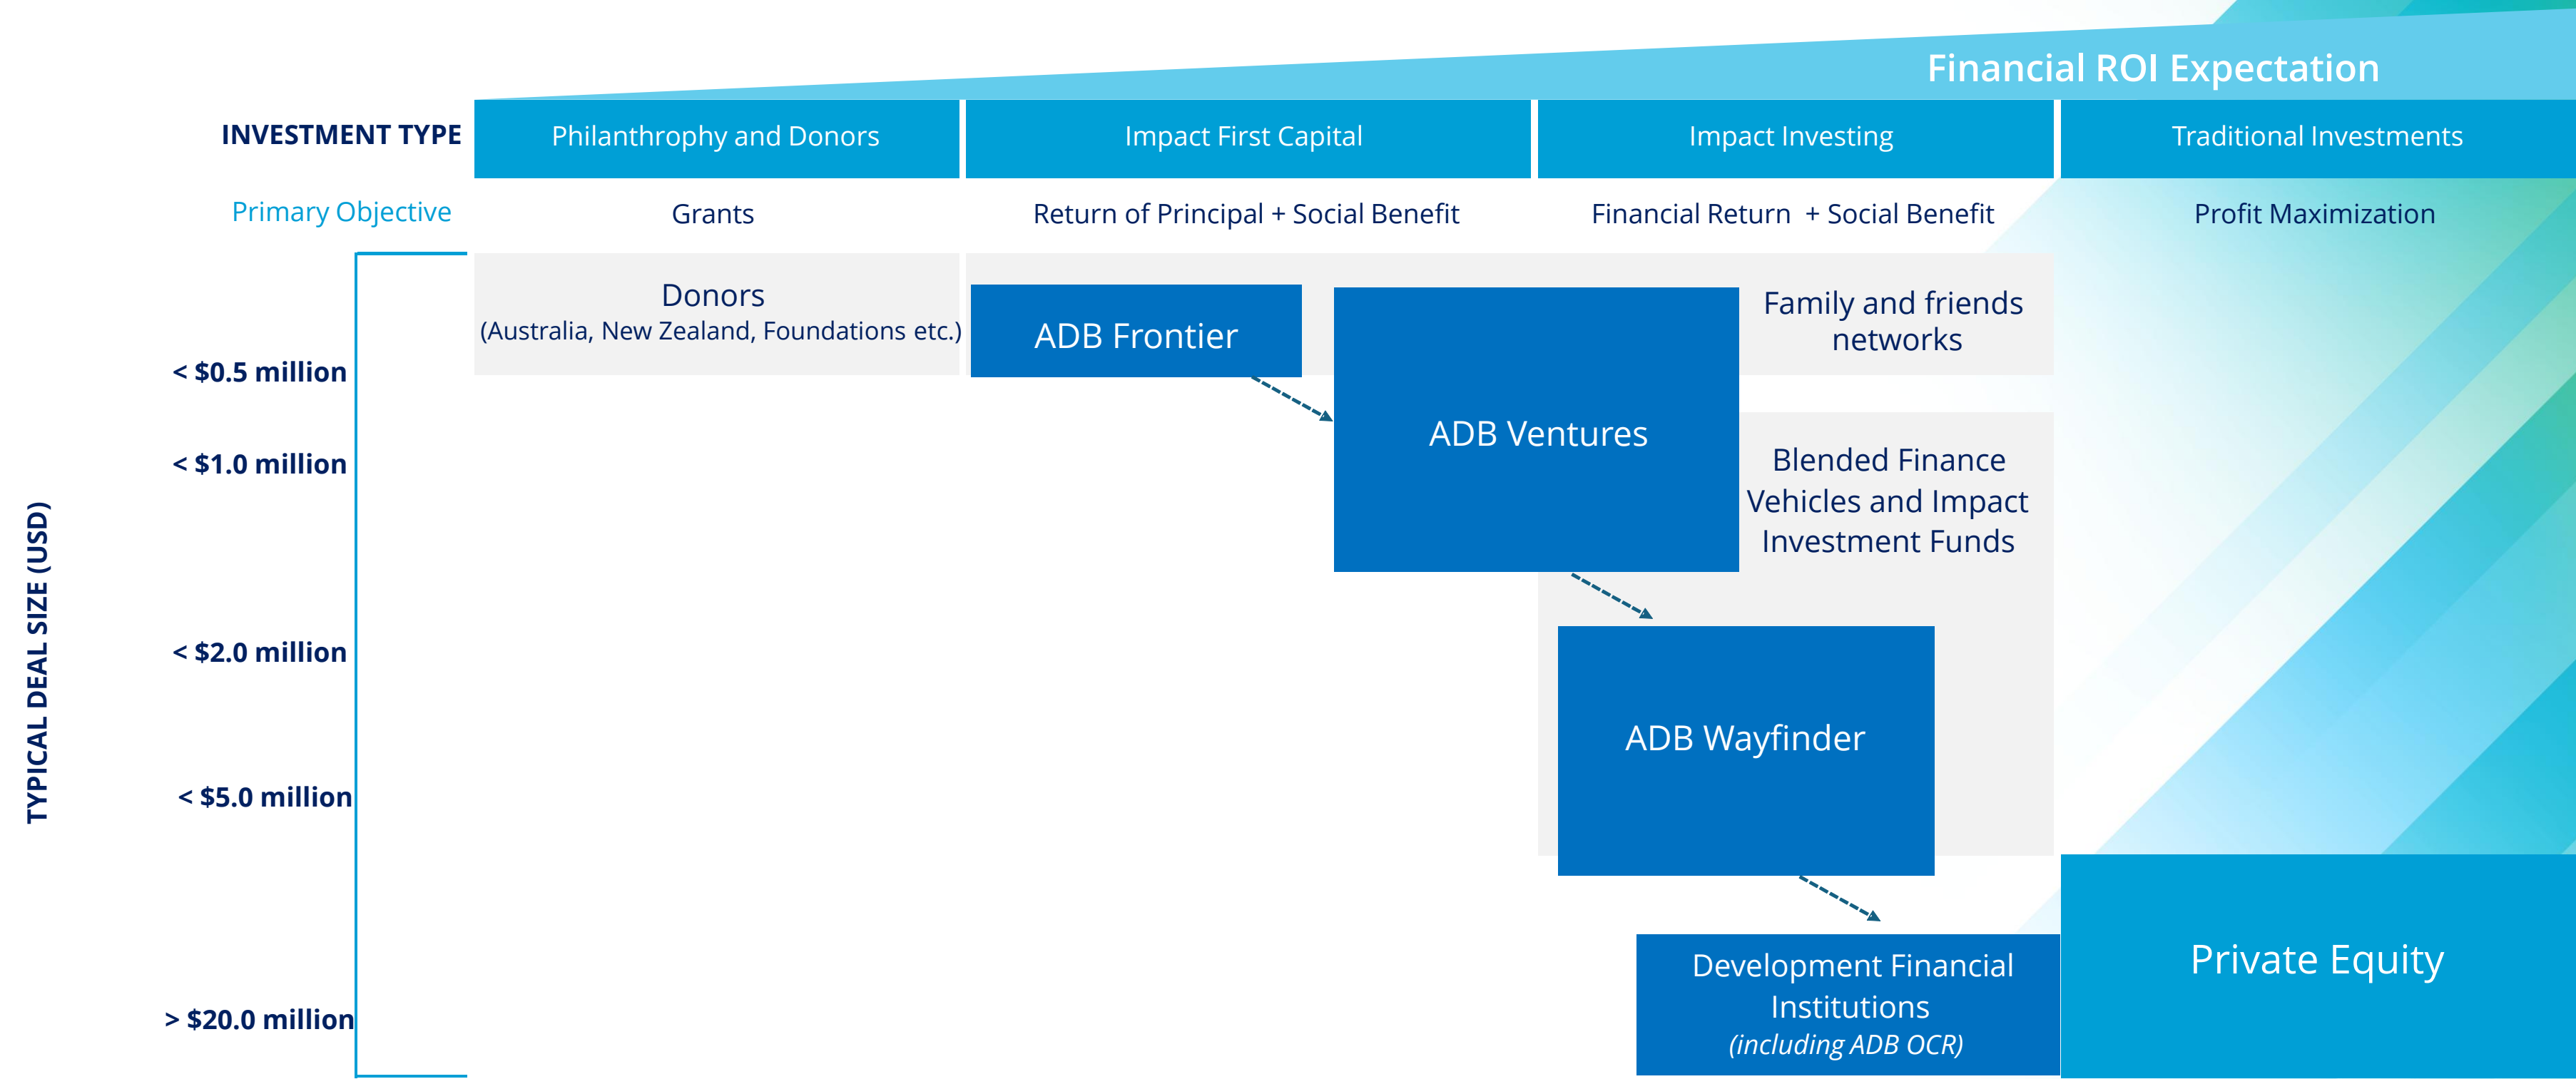 Financial ROI Expectation
INVESTMENT TYPE
Philanthrophy and Donors
Impact First Capital
Impact Investing
Traditional Investments
Primary Objective
Grants
Return of Principal + Social Benefit
Financial Return + Social Benefit
Profit Maximization
TYPICAL DEAL SIZE (USD)
< $0.5 million
< $1.0 million
< $2.0 million
< $5.0 million
> $20.0 million
Donors
(Australia, New Zealand, Foundations etc.)
ADB Frontier
ADB Ventures
Family and friends
networks
Blended Finance
Vehicles and Impact
Investment Funds
ADB Wayfinder
Development Financial
Institutions
(including ADB OCR)
Private Equity